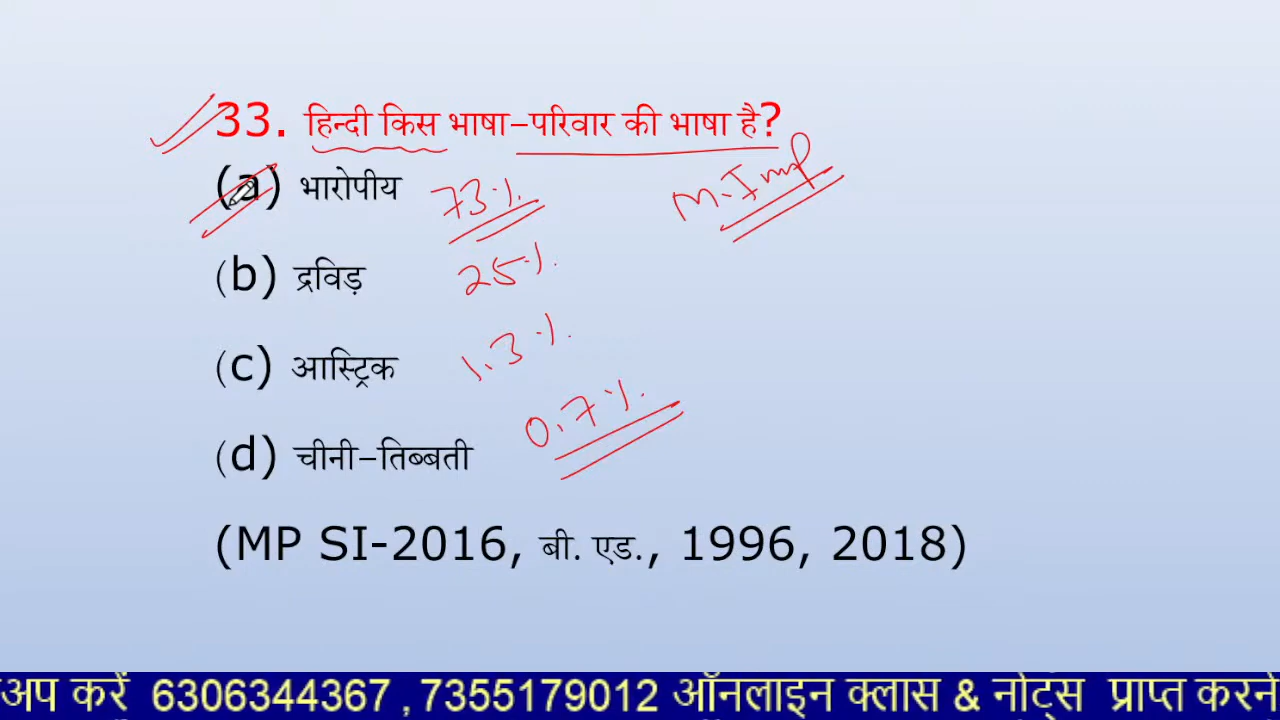 33. हिन्दी किस भाषा-परिवार की भाषा है?
M.Imp
(a) भारोपीय 73%
(b) द्रविड़ 25%
(c) आस्ट्रिक 1.3%
(d) चीनी-तिब्बती 0.7%
(MP SI-2016, बी. एड., 1996, 2018)
अप करें 6306344367 ,7355179012 ऑनलाइन क्लास & नोट्स प्राप्त करने